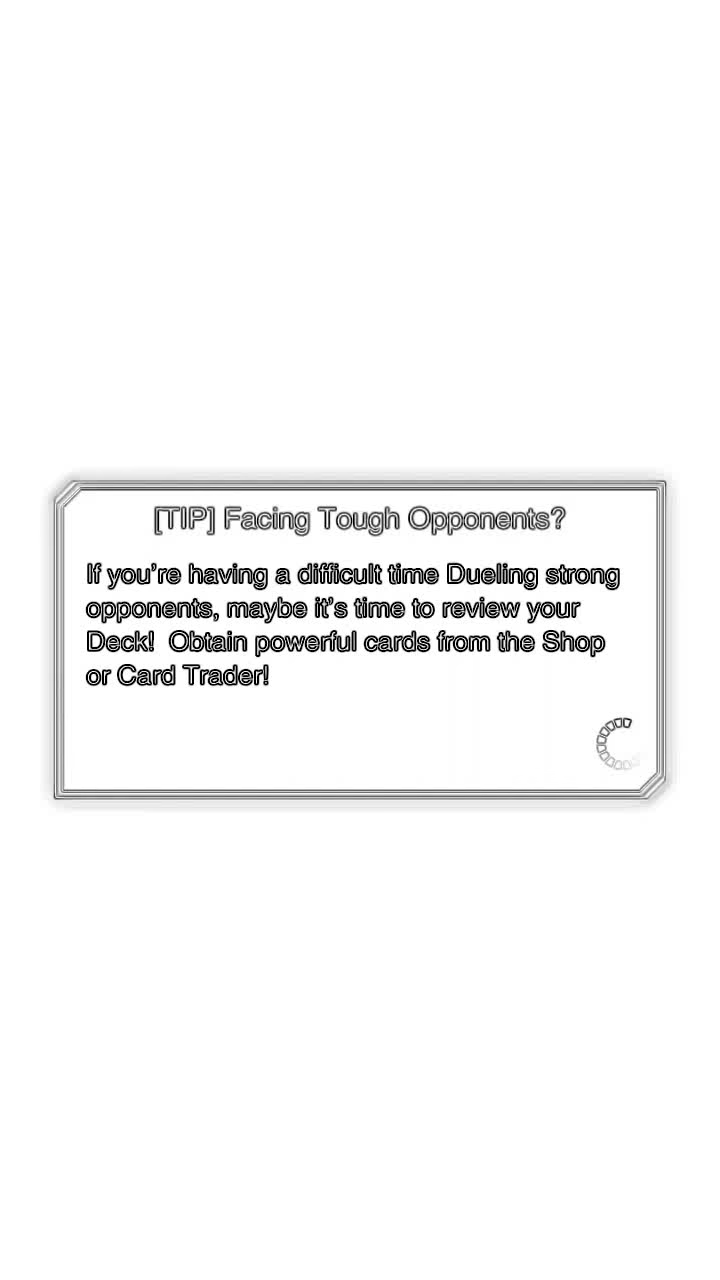 [TIP] Facing Tough Opponents?
If you’re having a difficult time Dueling strong
opponents, maybe it’s time to review your
Deck!  Obtain powerful cards from the Shop
or Card Trader!